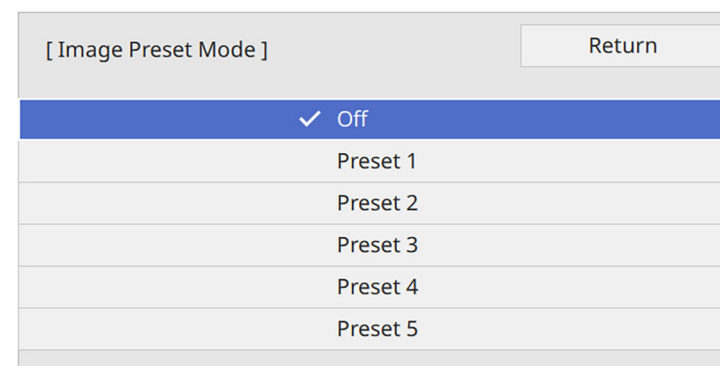 [ Image Preset Mode ]
Return
Off
Preset 1
Preset 2
Preset 3
Preset 4
Preset 5